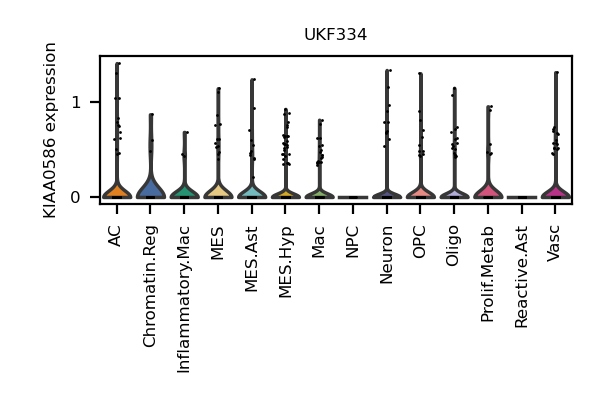 UKF334
KIAA0586 expression
1
0
AC
Chromatin.Reg
Inflammatory.Mac
MES
MES.Ast
MES.Hyp
Mac
NPC
Neuron
OPC
Oligo
Prolif.Metab
Reactive.Ast
Vasc